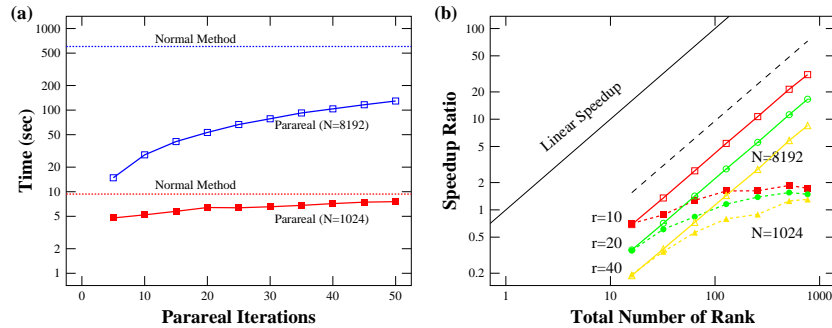 (a)
1000
500
200
100
50
20
10
5
2
1
Time (sec)
Normal Method
Parareal (N=8192)
Normal Method
Parareal (N=1024)
0
10
20
30
40
50
Parareal Iterations
(b)
100
50
20
10
5
2
1
0.5
0.2
Speedup Ratio
Linear Speedup
N=8192
r=10
r=20
N=1024
r=40
1
10
100
1000
Total Number of Rank